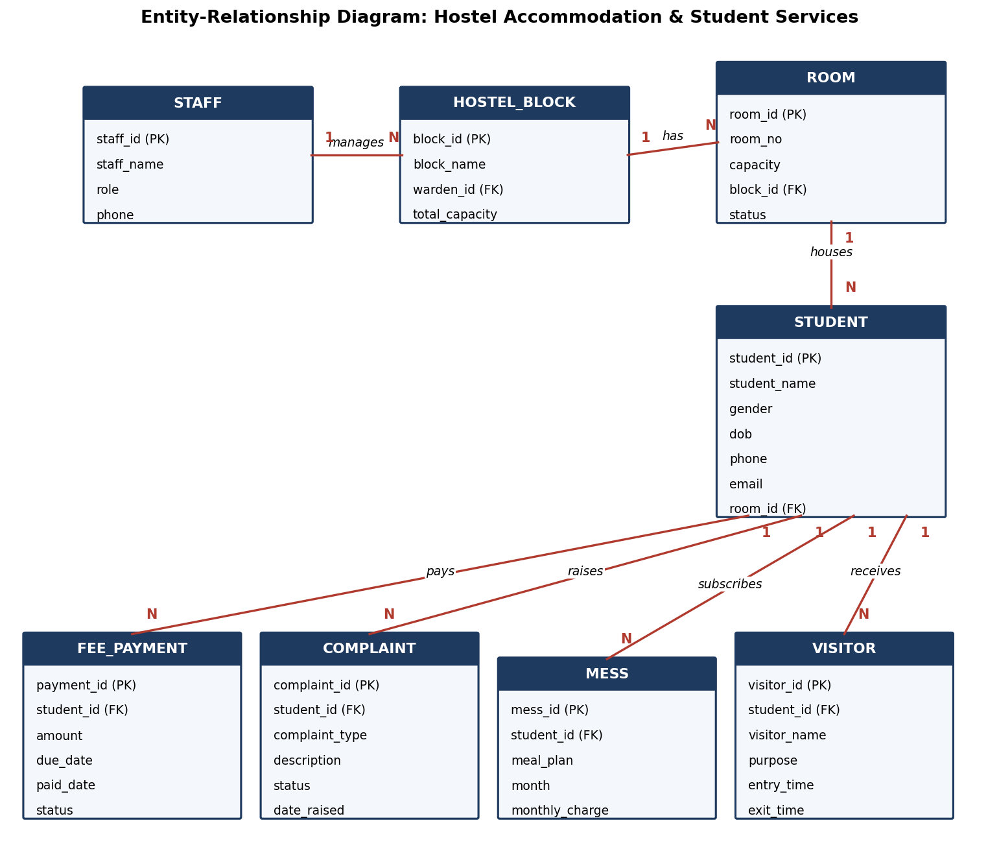 Entity-Relationship Diagram: Hostel Accommodation & Student Services
STAFF
staff_id (PK)
staff_name
role
phone
1
manages
N
HOSTEL_BLOCK
block_id (PK)
block_name
warden_id (FK)
total_capacity
1
has
N
ROOM
room_id (PK)
room_no
capacity
block_id (FK)
status
1
houses
N
STUDENT
student_id (PK)
student_name
gender
dob
phone
email
room_id (FK)
1
1
1
1
pays
raises
subscribes
receives
N
N
N
N
FEE_PAYMENT
payment_id (PK)
student_id (FK)
amount
due_date
paid_date
status
COMPLAINT
complaint_id (PK)
student_id (FK)
complaint_type
description
status
date_raised
MESS
mess_id (PK)
student_id (FK)
meal_plan
month
monthly_charge
VISITOR
visitor_id (PK)
student_id (FK)
visitor_name
purpose
entry_time
exit_time